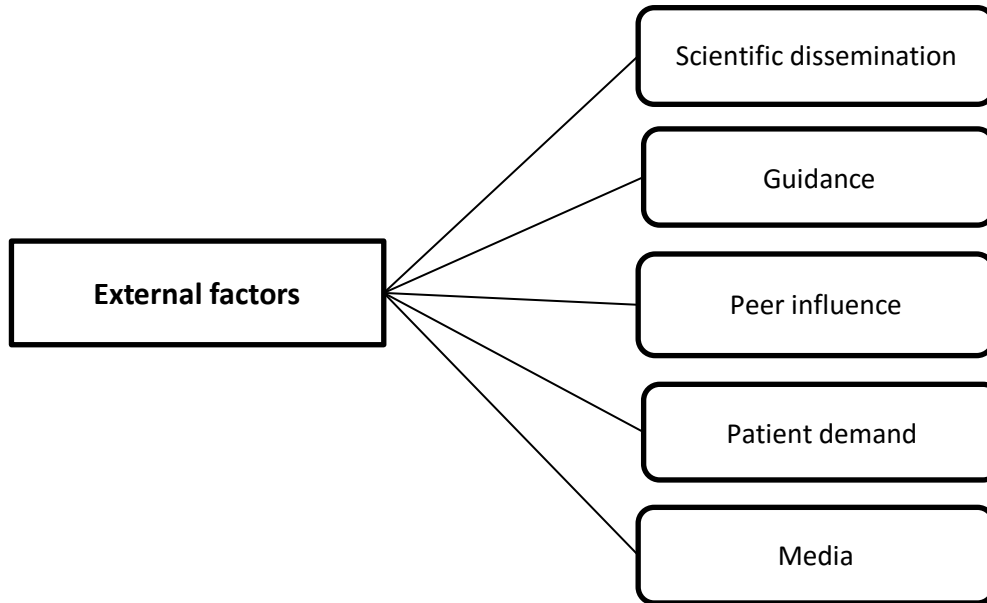 Scientific dissemination
Guidance
External factors
Peer influence
Patient demand
Media